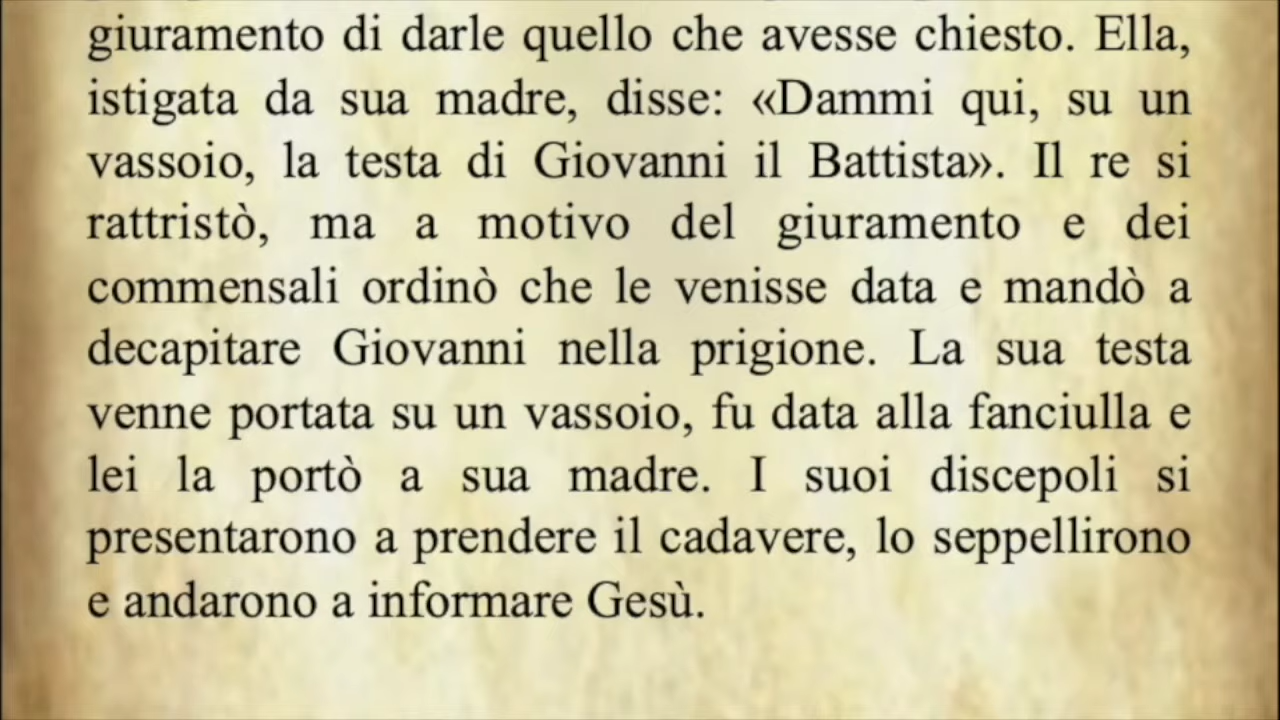 giuramento di darle quello che avesse chiesto. Ella,
istigata da sua madre, disse: «Dammi qui, su un
vassoio, la testa di Giovanni il Battista». Il re si
rattristò, ma a motivo del giuramento e dei
commensali ordinò che le venisse data e mandò a
decapitare Giovanni nella prigione. La sua testa
venne portata su un vassoio, fu data alla fanciulla e
lei la portò a sua madre. I suoi discepoli si
presentarono a prendere il cadavere, lo seppellirono
e andarono a informare Gesù.